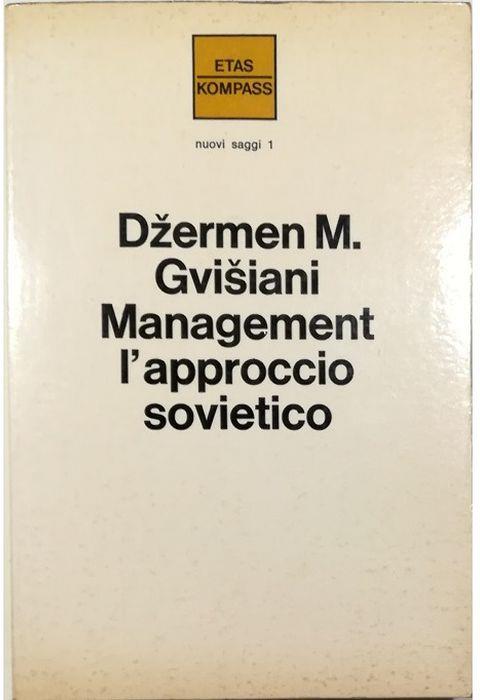 ETAS
KOMPASS
nuovi saggi 1
Džermen M.
Gvišiani
Management
l'approccio
sovietico